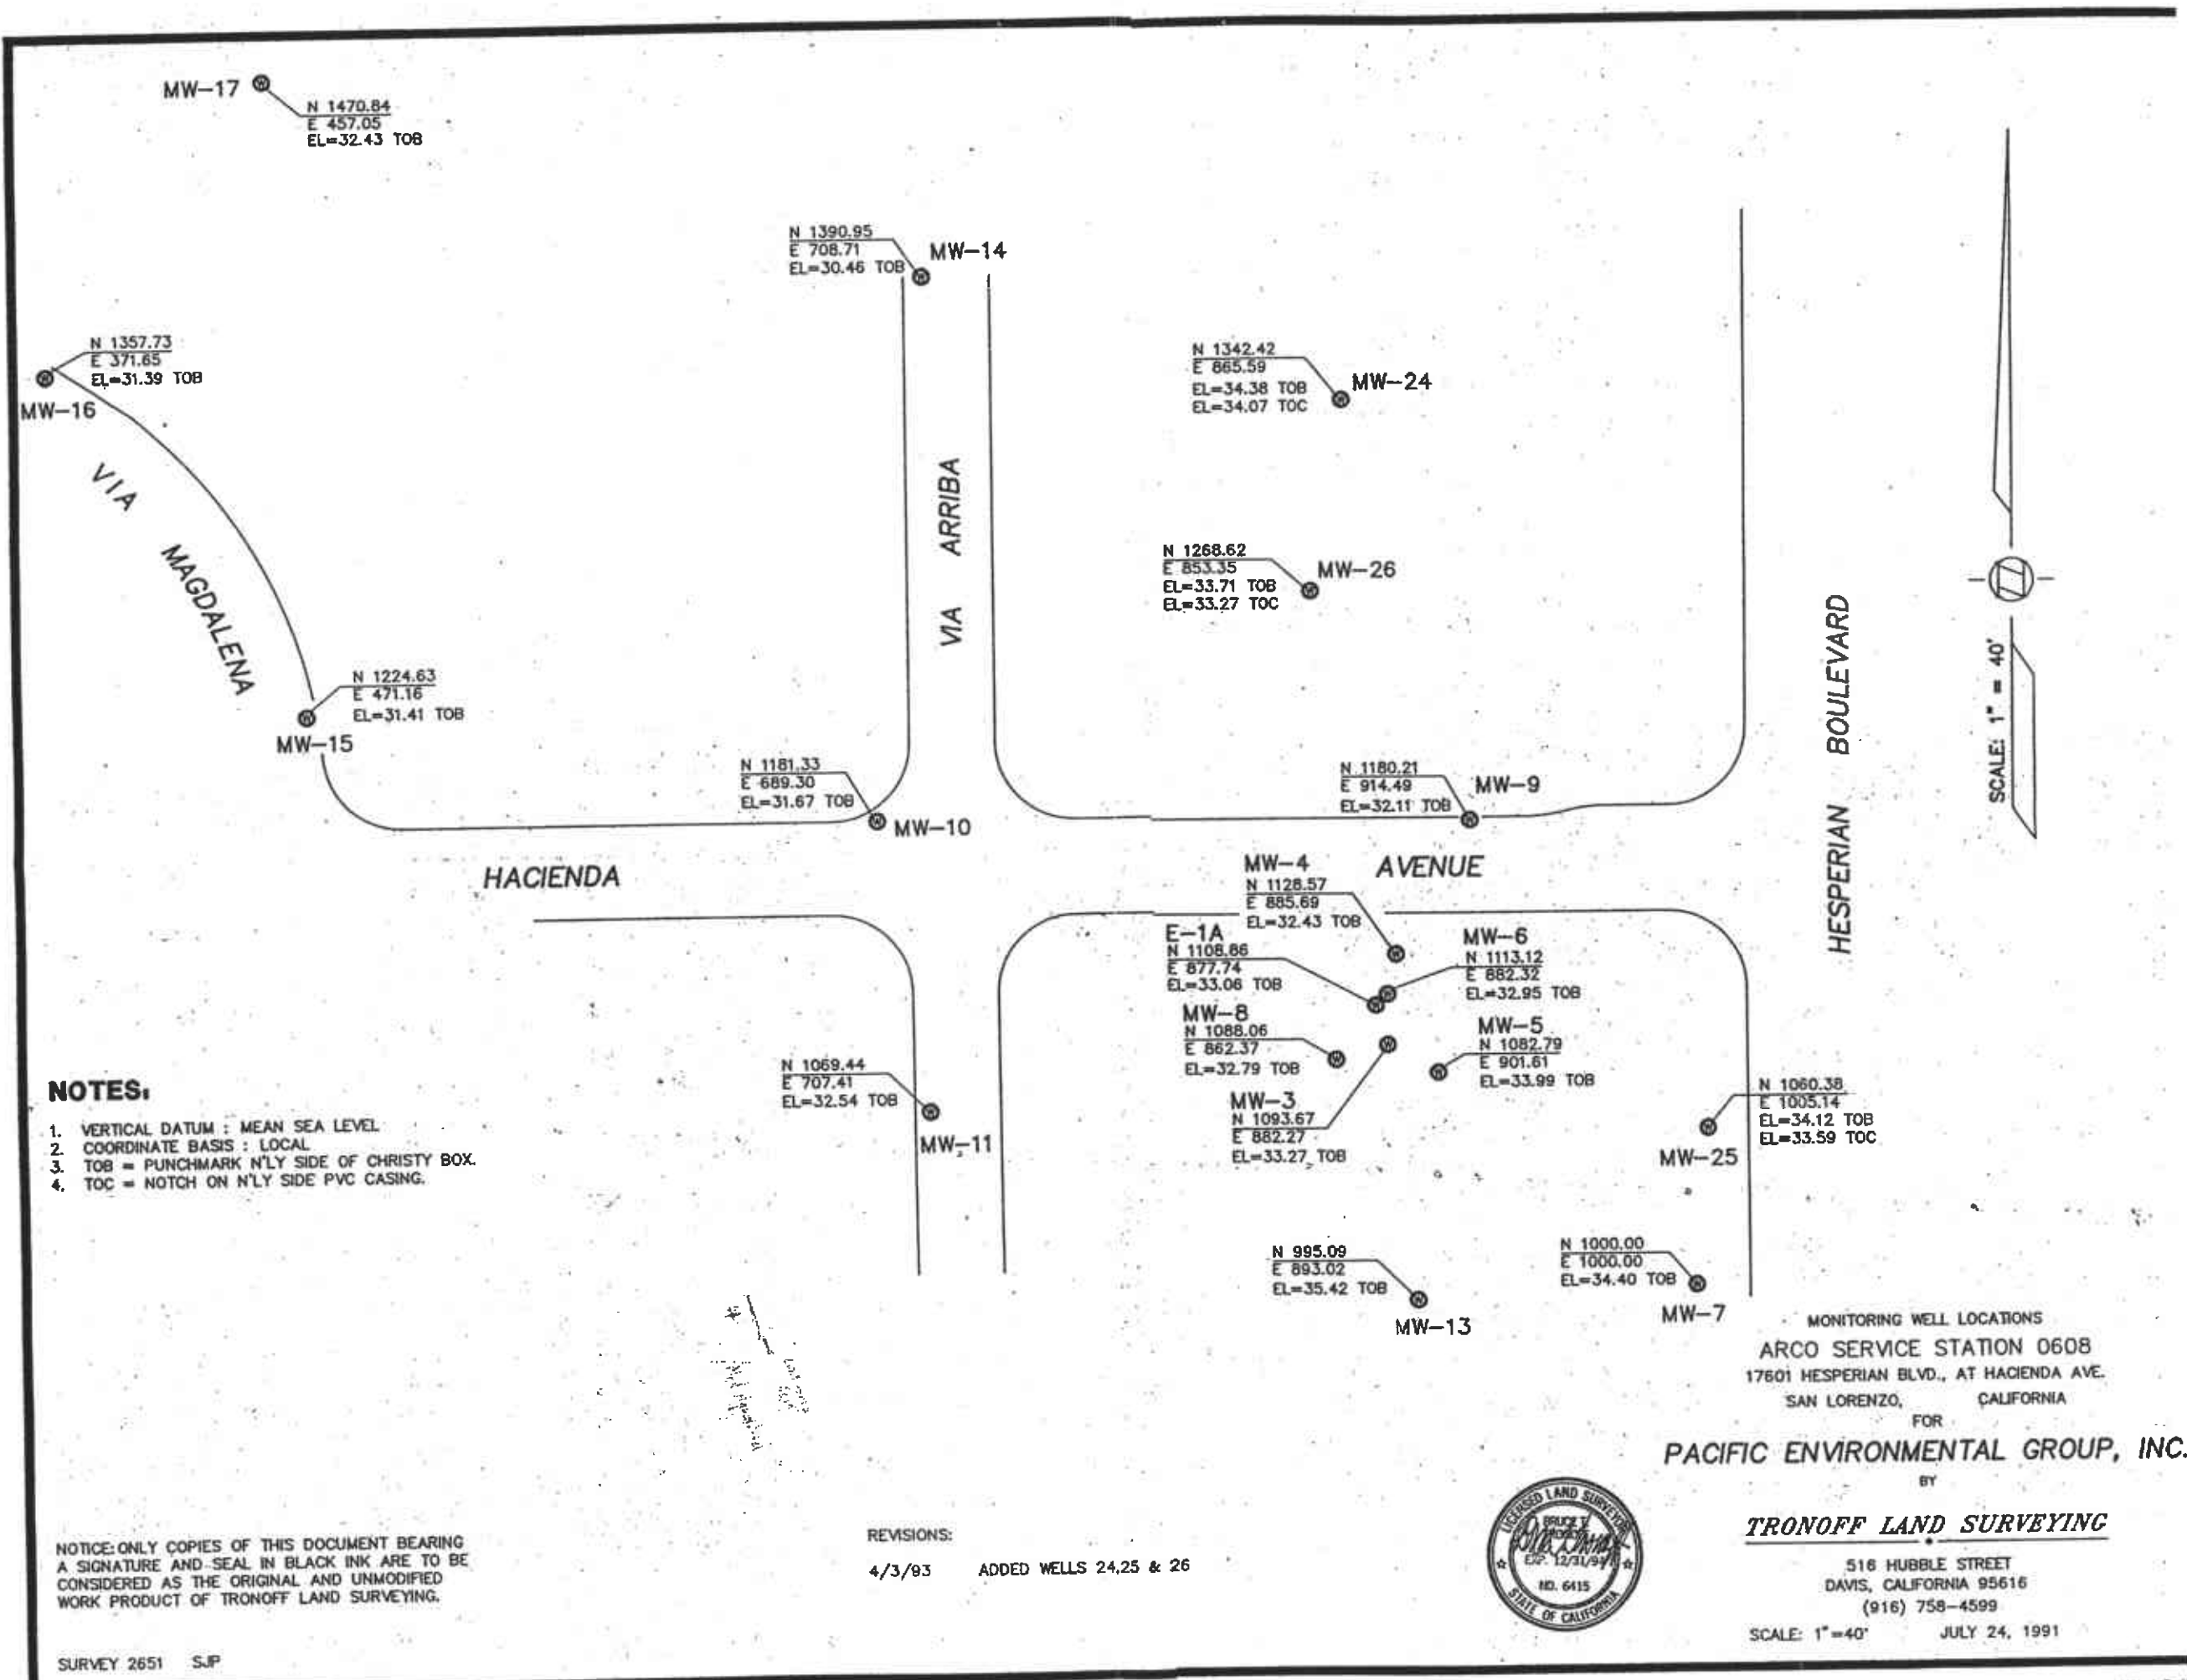 MW-17
N 1470.84
E 457.05
EL=32.43 TOB
N 1390.95
E 708.71
EL=30.46 TOB
MW-14
N 1357.73
E 371.65
EL=31.39 TOB
MW-16
N 1342.42
E 865.59
EL=34.38 TOB
EL=34.07 TOC
MW-24
VIA MAGDALENA
VIA ARRIBA
N 1268.62
E 853.35
EL=33.71 TOB
EL=33.27 TOC
MW-26
HESPERIAN BOULEVARD
SCALE: 1" = 40'
N 1224.63
E 471.16
EL=31.41 TOB
MW-15
N 1181.33
E 689.30
EL=31.67 TOB
MW-10
N 1180.21
E 914.49
EL=32.11 TOB
MW-9
HACIENDA AVENUE
MW-4
N 1128.57
E 885.69
EL=32.43 TOB
E-1A
N 1108.86
E 877.74
EL=33.06 TOB
MW-6
N 1113.12
E 882.32
EL=32.95 TOB
MW-8
N 1088.06
E 862.37
EL=32.79 TOB
MW-5
N 1082.79
E 901.61
EL=33.99 TOB
MW-3
N 1093.67
E 882.27
EL=33.27 TOB
N 1069.44
E 707.41
EL=32.54 TOB
MW-11
N 1060.38
E 1005.14
EL=34.12 TOB
EL=33.59 TOC
MW-25
NOTES:
1. VERTICAL DATUM : MEAN SEA LEVEL
2. COORDINATE BASIS : LOCAL
3. TOB = PUNCHMARK N'LY SIDE OF CHRISTY BOX.
4. TOC = NOTCH ON N'LY SIDE PVC CASING.
N 995.09
E 893.02
EL=35.42 TOB
MW-13
N 1000.00
E 1000.00
EL=34.40 TOB
MW-7
MONITORING WELL LOCATIONS
ARCO SERVICE STATION 0608
17601 HESPERIAN BLVD., AT HACIENDA AVE.
SAN LORENZO, CALIFORNIA
FOR
PACIFIC ENVIRONMENTAL GROUP, INC.
BY
TRONOFF LAND SURVEYING
516 HUBBLE STREET
DAVIS, CALIFORNIA 95616
(916) 758-4599
SCALE: 1"=40' JULY 24, 1991
LICENSED LAND SURVEYOR
EXP. 12/31/94
NO. 6415
STATE OF CALIFORNIA
REVISIONS:
4/3/93 ADDED WELLS 24,25 & 26
NOTICE: ONLY COPIES OF THIS DOCUMENT BEARING
A SIGNATURE AND SEAL IN BLACK INK ARE TO BE
CONSIDERED AS THE ORIGINAL AND UNMODIFIED
WORK PRODUCT OF TRONOFF LAND SURVEYING.
SURVEY 2651 SJP